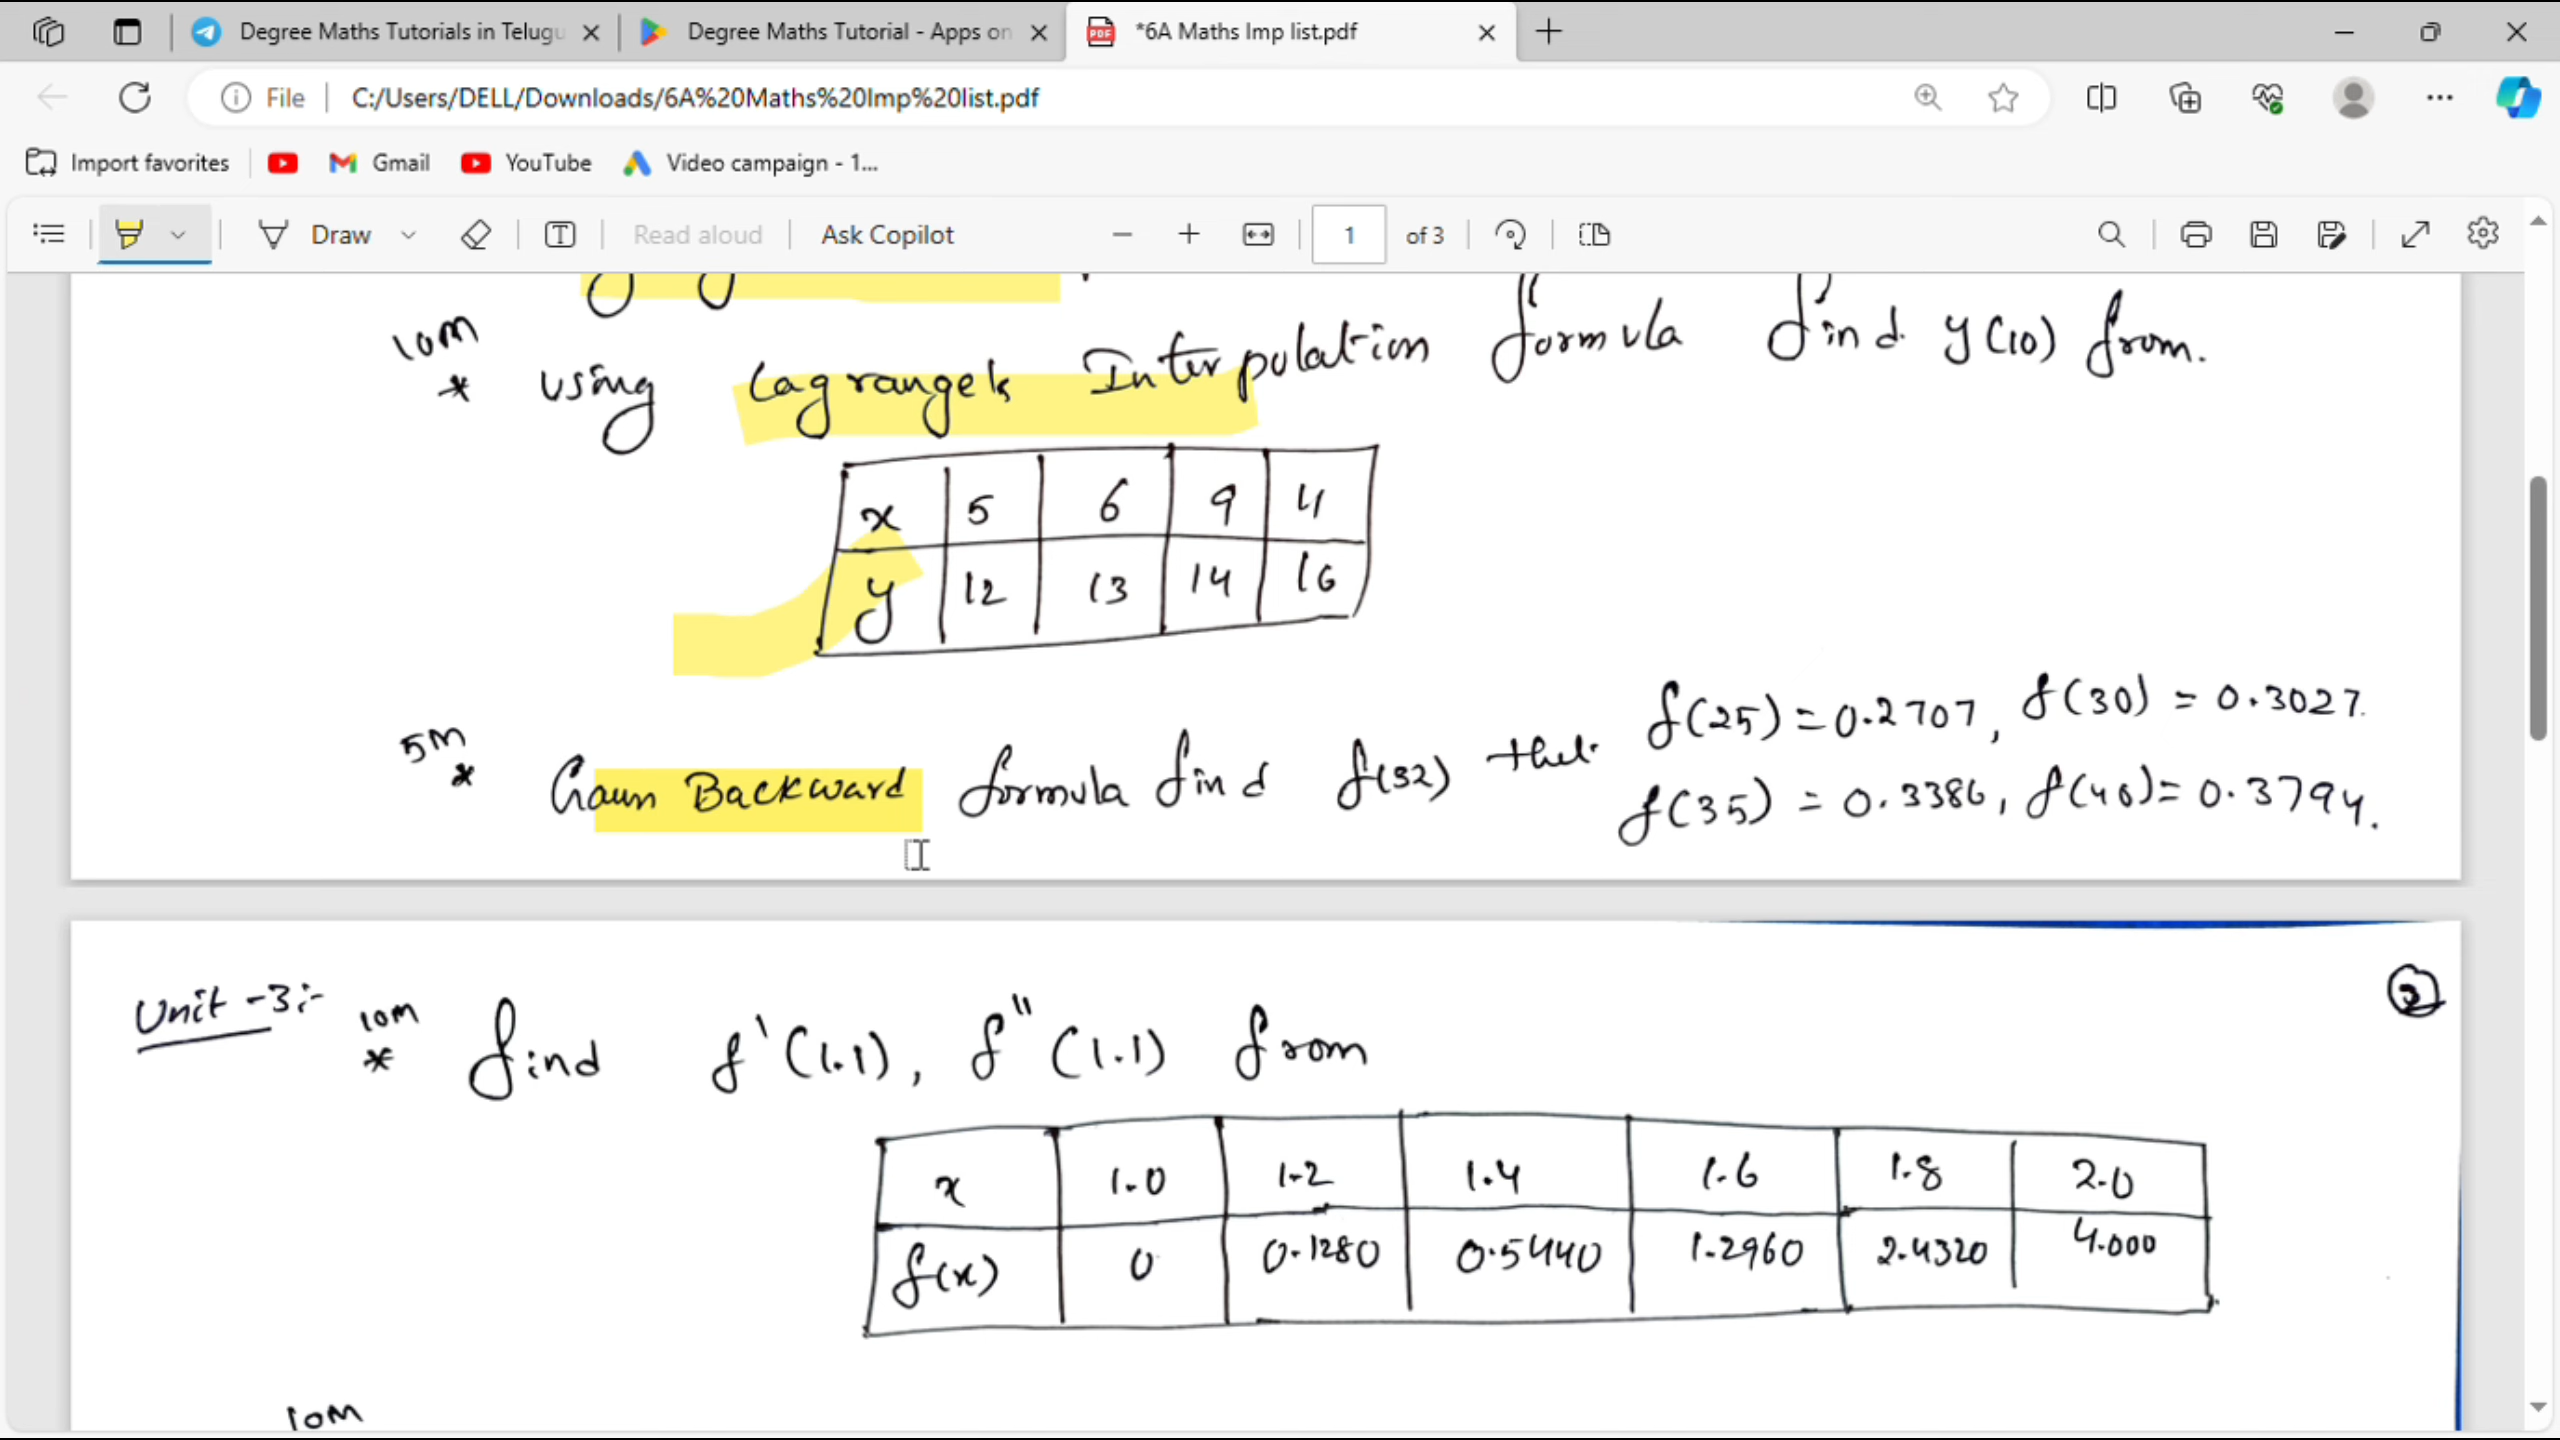 Degree Maths Tutorials in Telugu
Degree Maths Tutorial - Apps on
*6A Maths Imp list.pdf
File
C:/Users/DELL/Downloads/6A%20Maths%20Imp%20list.pdf
Import favorites
Gmail
YouTube
Video campaign - 1...
Draw
Read aloud
Ask Copilot
1 of 3
10m
* using Lagrange's Interpolation formula find y(10) from.
x 5 6 9 4
y 12 13 14 16
5m
* Gauss Backward formula find f(32) that f(25) = 0.2707, f(30) = 0.3027.
f(35) = 0.3386, f(40) = 0.3794.
Unit-3:-
10m
* find f'(1.1), f''(1.1) from
x 1.0 1.2 1.4 1.6 1.8 2.0
f(x) 0 0.1280 0.5440 1.2960 2.4320 4.000
10m